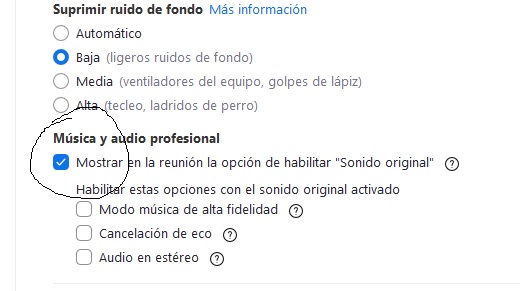 Suprimir ruido de fondo Más información
Automático
Baja (ligeros ruidos de fondo)
Media (ventiladores del equipo, golpes de lápiz)
Alta (tecleo, ladridos de perro)
Música y audio profesional
Mostrar en la reunión la opción de habilitar "Sonido original" ?
Habilitar estas opciones con el sonido original activado
Modo música de alta fidelidad ?
Cancelación de eco ?
Audio en estéreo ?